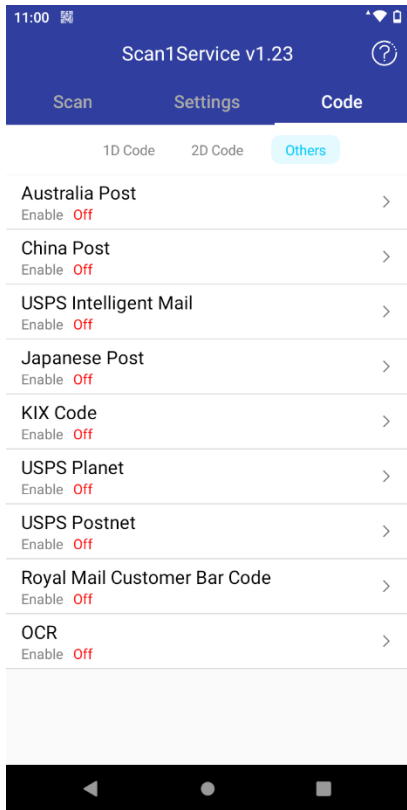 11:00
Scan1Service v1.23
?
Scan Settings Code
1D Code 2D Code Others
Australia Post
Enable Off
China Post
Enable Off
USPS Intelligent Mail
Enable Off
Japanese Post
Enable Off
KIX Code
Enable Off
USPS Planet
Enable Off
USPS Postnet
Enable Off
Royal Mail Customer Bar Code
Enable Off
OCR
Enable Off